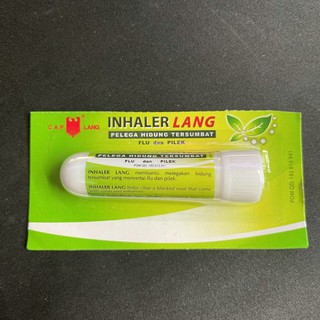 CAP LANG
INHALER LANG
PELEGA HIDUNG TERSUMBAT
FLU dan PILEK
PELEGA HIDUNG TERSUMBAT
FLU dan PILEK
INHALER LANG membantu melegakan hidung
tersumbat yang menyertai flu dan pilek.
INHALER LANG helps clear a blocked nose that come